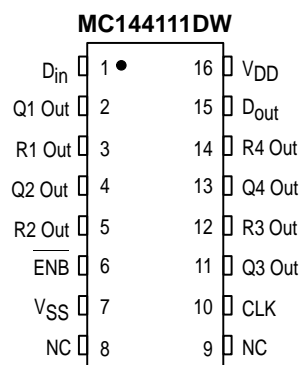 MC144111DW
Din 1 16 VDD
Q1 Out 2 15 Dout
R1 Out 3 14 R4 Out
Q2 Out 4 13 Q4 Out
R2 Out 5 12 R3 Out
ENB 6 11 Q3 Out
VSS 7 10 CLK
NC 8 9 NC